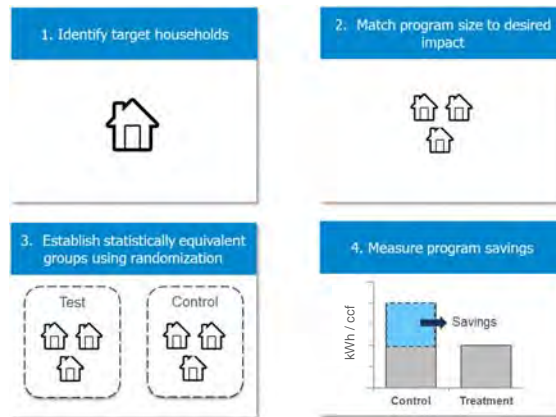 1. Identify target households
2. Match program size to desired
impact
3. Establish statistically equivalent
groups using randomization
Test
Control
4. Measure program savings
kWh / ccf
Savings
Control
Treatment